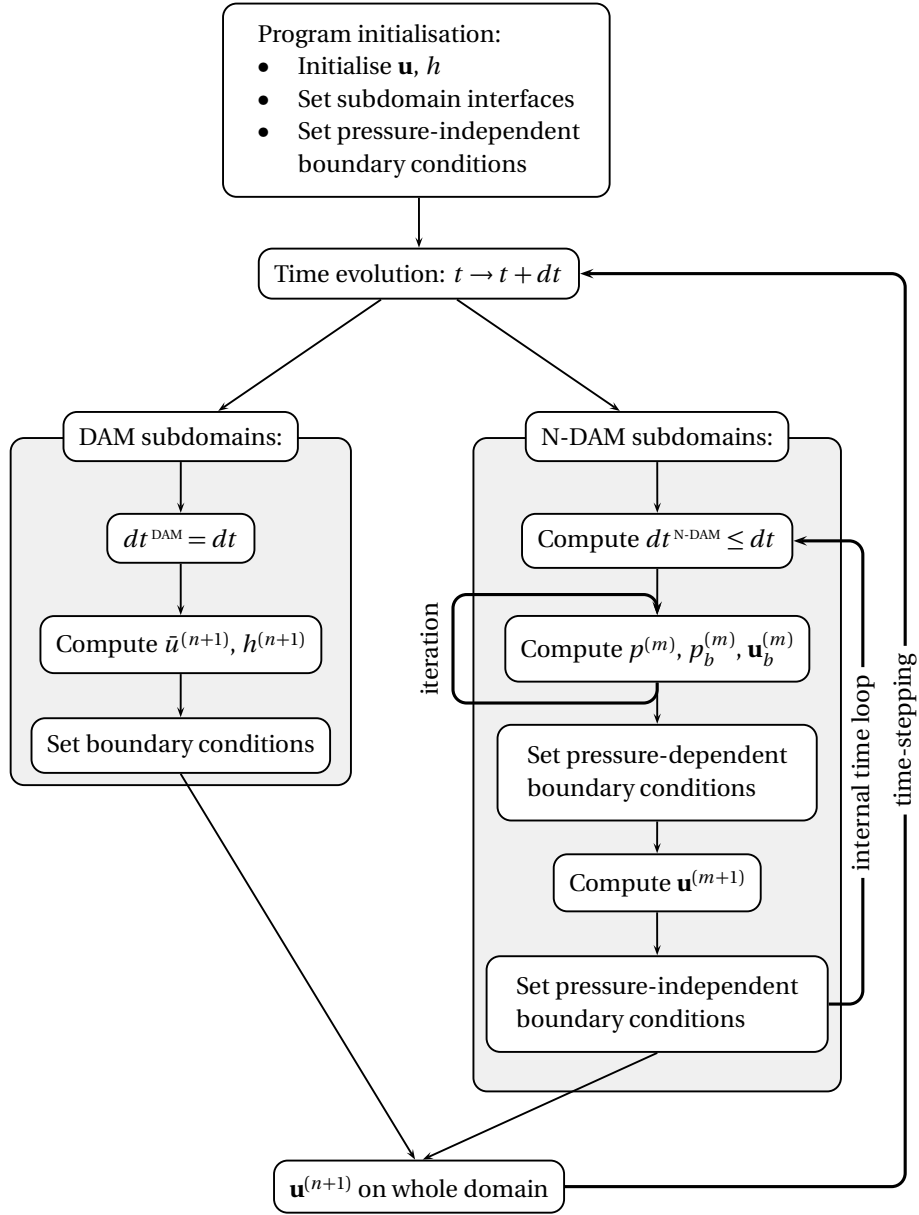 Program initialisation:
• Initialise u, h
• Set subdomain interfaces
• Set pressure-independent
boundary conditions
Time evolution: t → t + dt
DAM subdomains:
dt^DAM = dt
Compute ū^(n+1), h^(n+1)
Set boundary conditions
N-DAM subdomains:
Compute dt^N-DAM ≤ dt
iteration
Compute p^(m), p_b^(m), u_b^(m)
Set pressure-dependent
boundary conditions
Compute u^(m+1)
Set pressure-independent
boundary conditions
internal time loop
time-stepping
u^(n+1) on whole domain